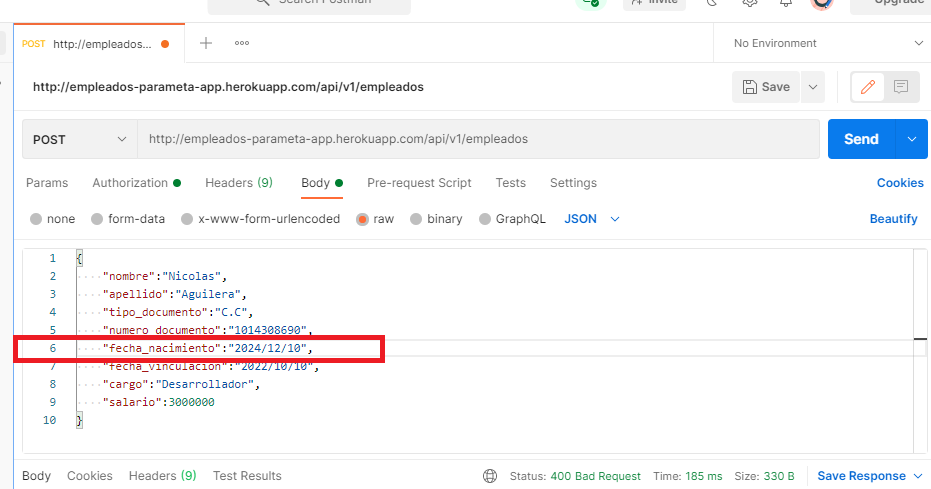 Search Postman
Invite
Upgrade
POST http://empleados...
No Environment
http://empleados-parameta-app.herokuapp.com/api/v1/empleados
Save
POST
http://empleados-parameta-app.herokuapp.com/api/v1/empleados
Send
Params Authorization Headers (9) Body Pre-request Script Tests Settings Cookies
none form-data x-www-form-urlencoded raw binary GraphQL JSON Beautify
1 {
2 "nombre":"Nicolas",
3 "apellido":"Aguilera",
4 "tipo_documento":"C.C",
5 "numero_documento":"1014308690",
6 "fecha_nacimiento":"2024/12/10",
7 "fecha_vinculacion":"2022/10/10",
8 "cargo":"Desarrollador",
9 "salario":3000000
10 }
Body Cookies Headers (9) Test Results Status: 400 Bad Request Time: 185 ms Size: 330 B Save Response